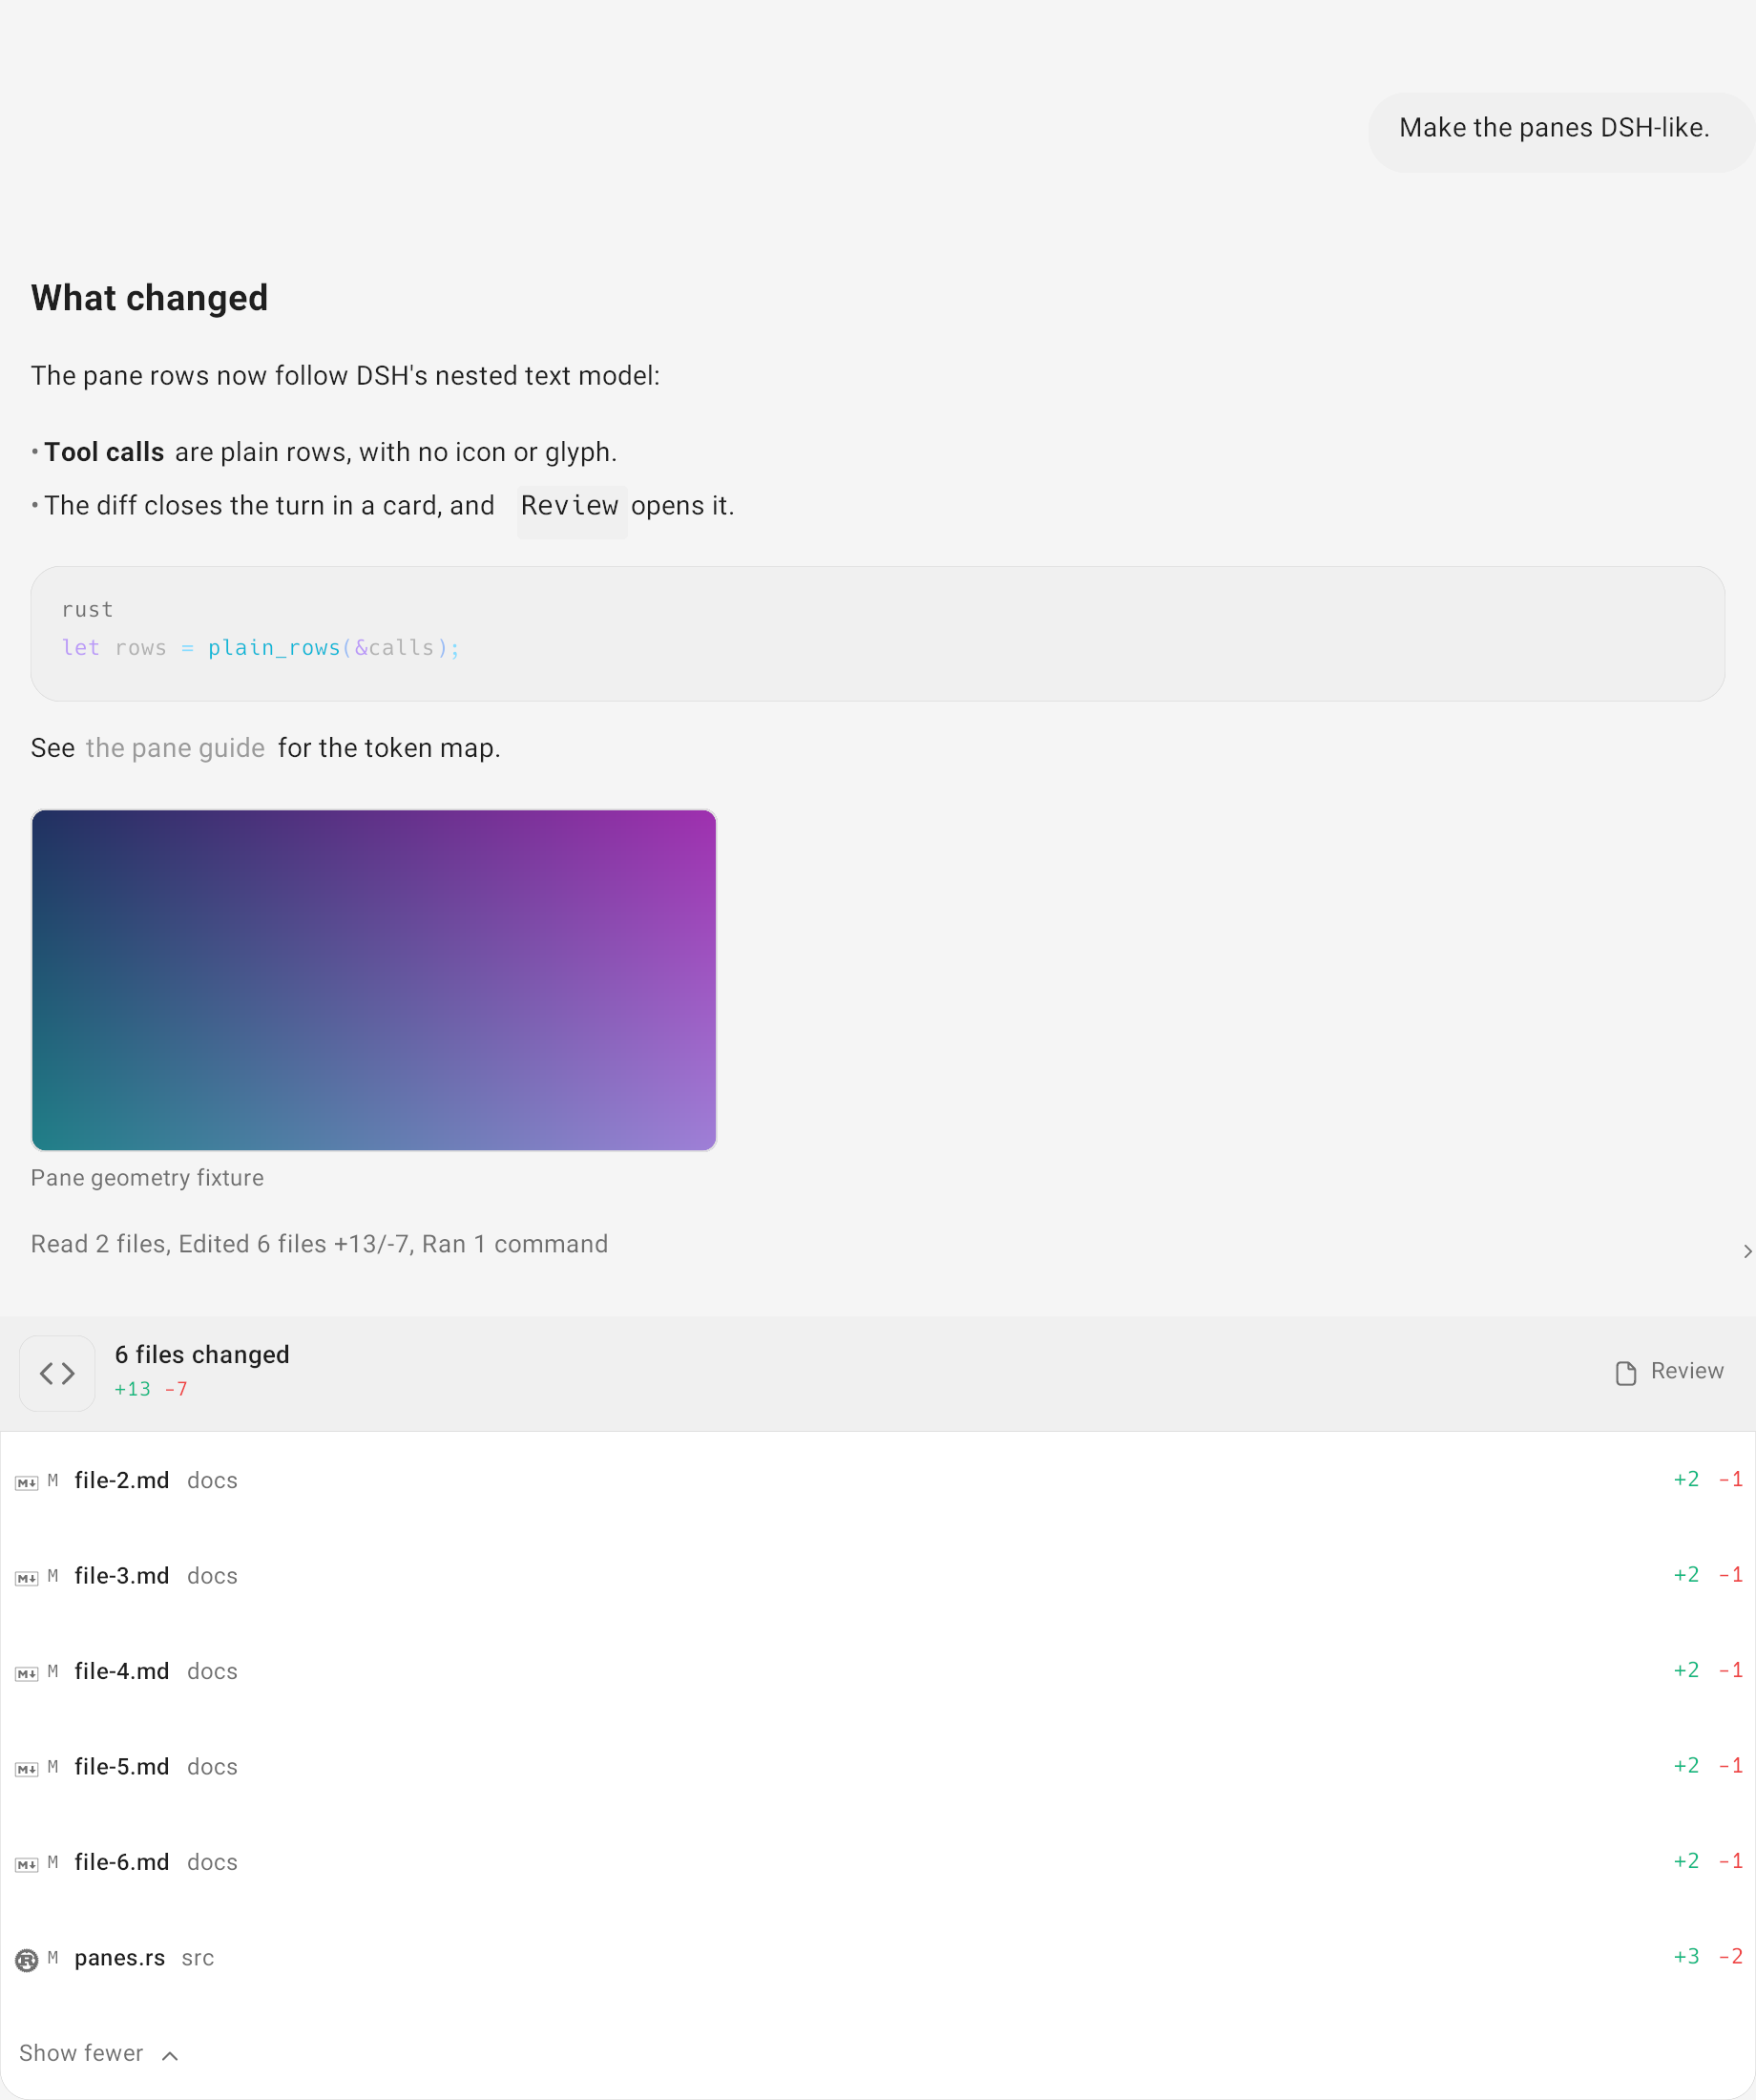 Make the panes DSH-like.
What changed
The pane rows now follow DSH's nested text model:
• Tool calls are plain rows, with no icon or glyph.
• The diff closes the turn in a card, and Review opens it.
rust
let rows = plain_rows(&calls);
See the pane guide for the token map.
Pane geometry fixture
Read 2 files, Edited 6 files +13/-7, Ran 1 command
6 files changed
+13 -7
Review
M file-2.md docs +2 -1
M file-3.md docs +2 -1
M file-4.md docs +2 -1
M file-5.md docs +2 -1
M file-6.md docs +2 -1
M panes.rs src +3 -2
Show fewer